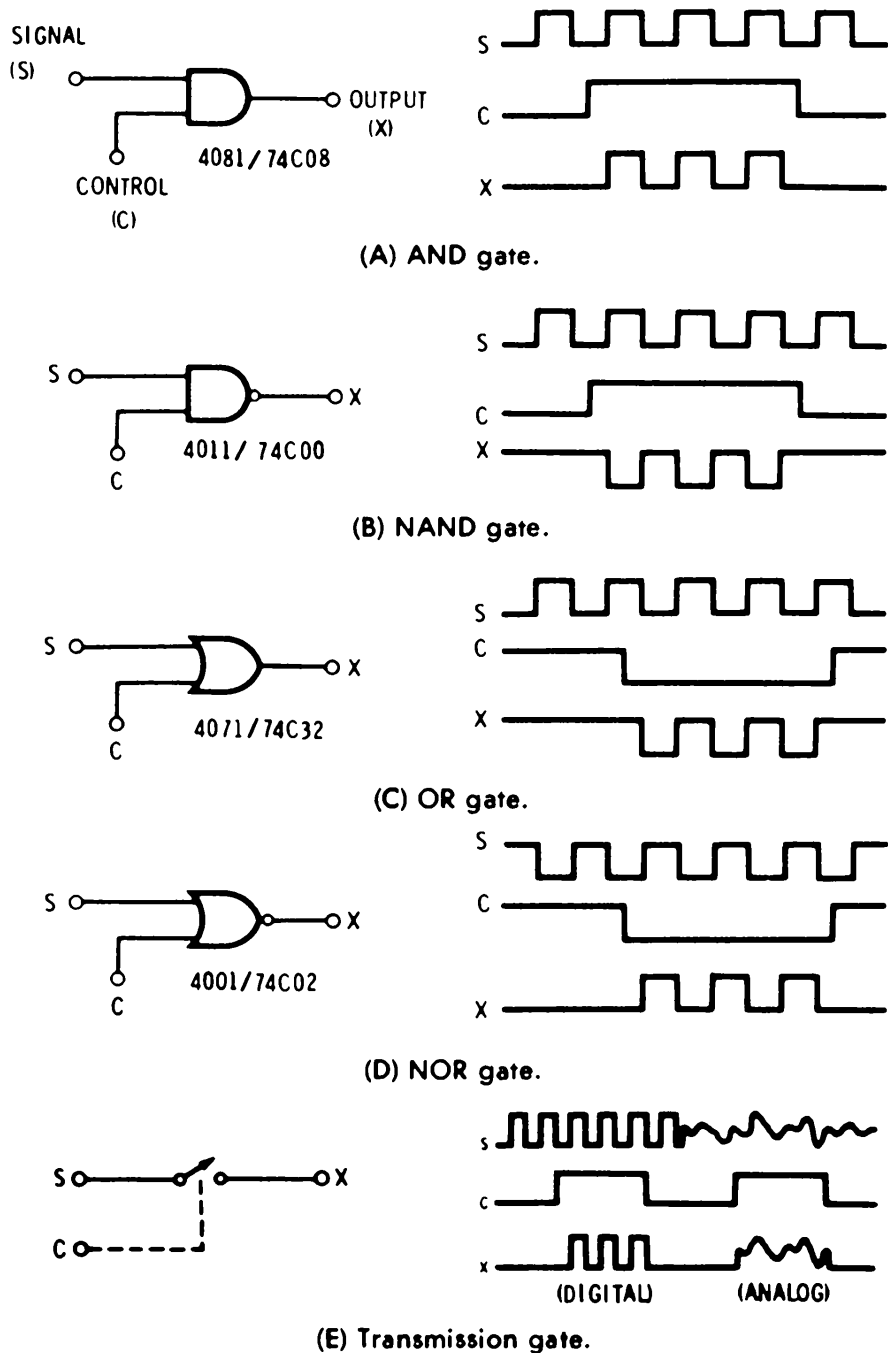 SIGNAL
(S)
OUTPUT
(X)
4081/74C08
CONTROL
(C)
S
C
X
(A) AND gate.
S
X
4011/ 74C00
C
S
C
X
(B) NAND gate.
S
X
4071/74C32
C
S
C
X
(C) OR gate.
S
X
4001/74C02
C
S
C
X
(D) NOR gate.
S
X
C
S
C
X
(DIGITAL)
(ANALOG)
(E) Transmission gate.